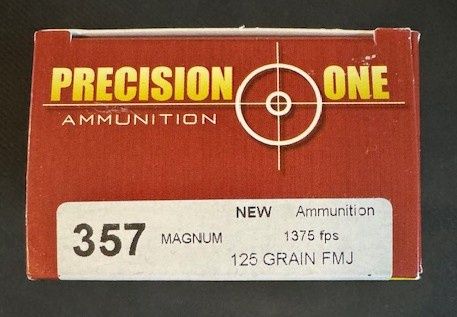 PRECISION ONE
AMMUNITION
NEW Ammunition
357 MAGNUM 1375 fps
125 GRAIN FMJ